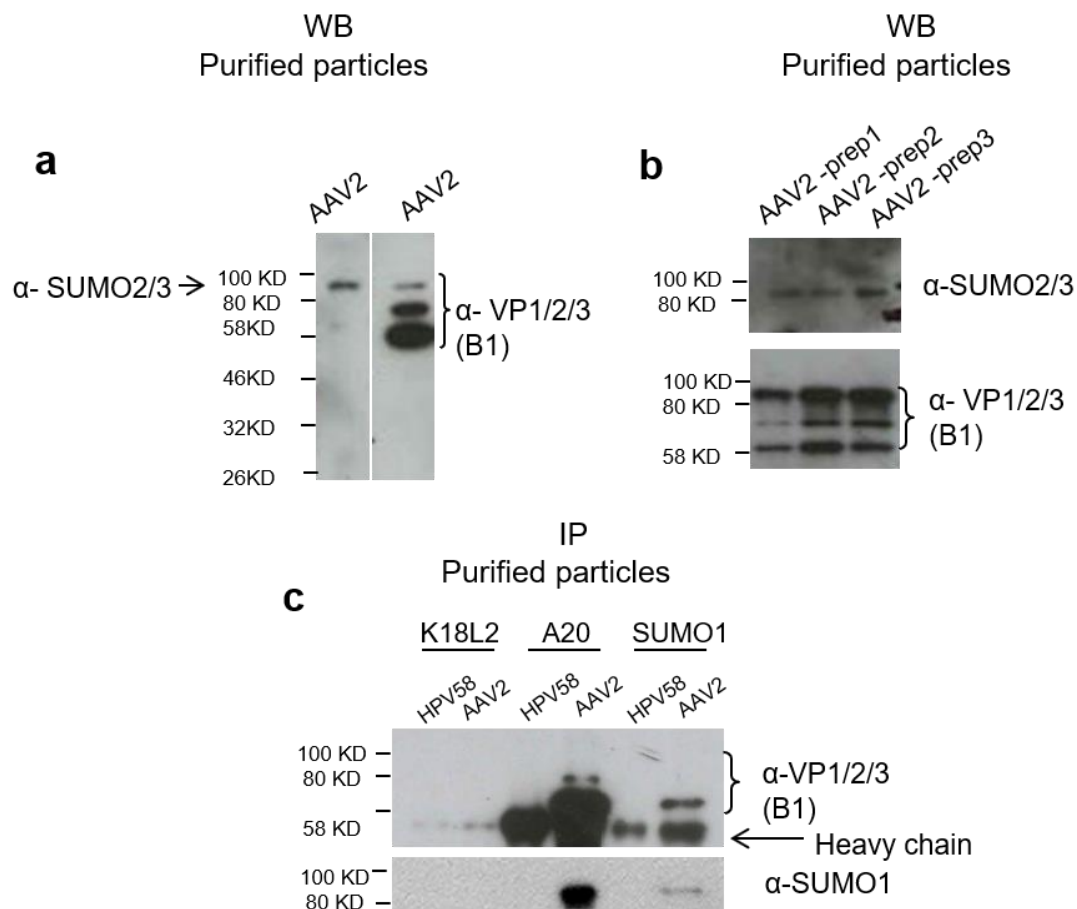 WB
Purified particles
WB
Purified particles
a
AAV2
AAV2
α- SUMO2/3
100 KD
80 KD
58KD
46KD
32KD
26KD
α- VP1/2/3
(B1)
b
AAV2 -prep1
AAV2 -prep2
AAV2 -prep3
100 KD
80 KD
α-SUMO2/3
100 KD
80 KD
58 KD
α- VP1/2/3
(B1)
IP
Purified particles
c
K18L2 A20 SUMO1
HPV58 AAV2 HPV58 AAV2 HPV58 AAV2
100 KD
80 KD
58 KD
α-VP1/2/3
(B1)
Heavy chain
100 KD
80 KD
α-SUMO1